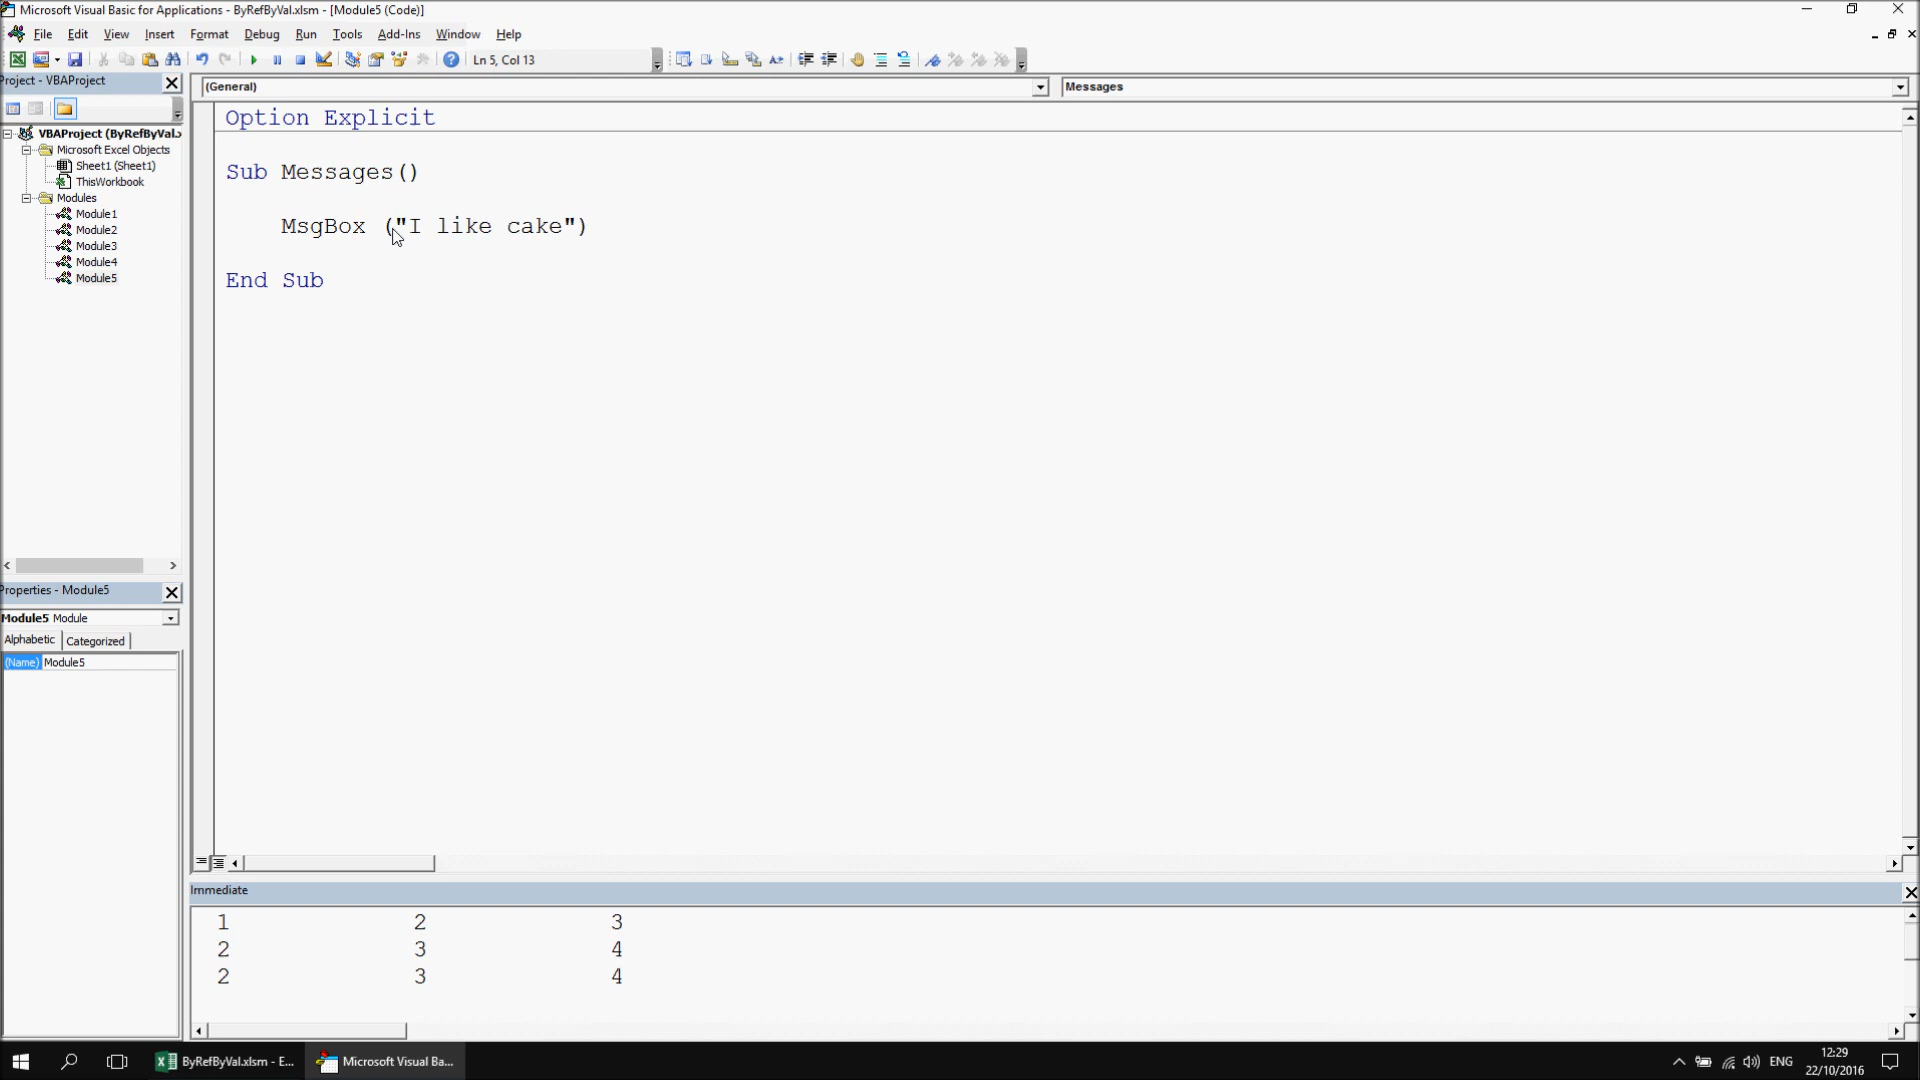 Microsoft Visual Basic for Applications - ByRefByVal.xlsm - [Module5 (Code)]
File Edit View Insert Format Debug Run Tools Add-Ins Window Help
Ln 5, Col 13
Project - VBAProject
(General) Messages
VBAProject (ByRefByVal.x
Microsoft Excel Objects
Sheet1 (Sheet1)
ThisWorkbook
Modules
Module1
Module2
Module3
Module4
Module5
Option Explicit
Sub Messages()
MsgBox ("I like cake")
End Sub
Properties - Module5
Module5 Module
Alphabetic Categorized
(Name) Module5
Immediate
1 2 3
2 3 4
2 3 4
ByRefByVal.xlsm - E...
Microsoft Visual Ba...
ENG
12:29
22/10/2016